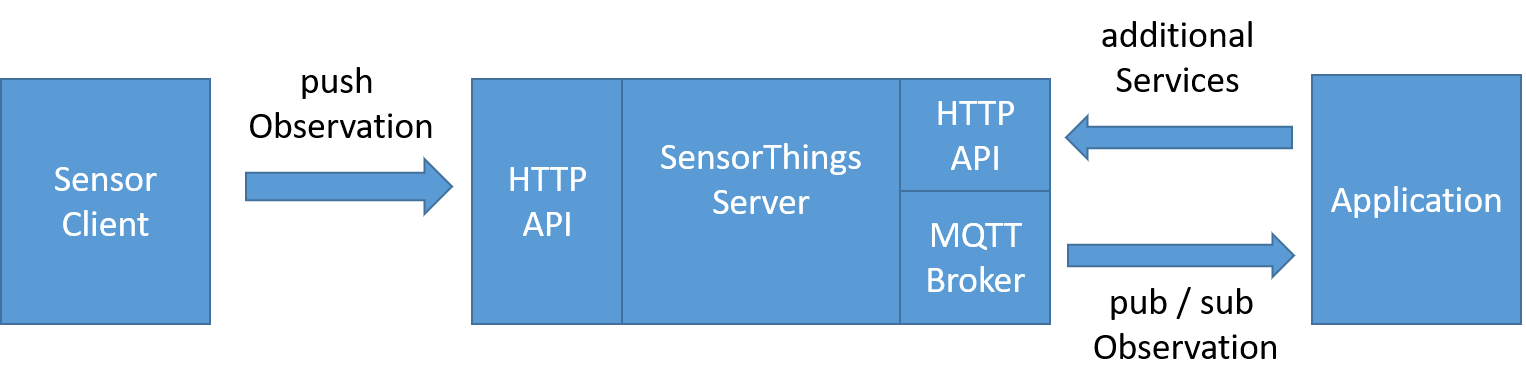 Sensor
Client
push
Observation
HTTP
API
SensorThings
Server
HTTP
API
MQTT
Broker
additional
Services
pub / sub
Observation
Application